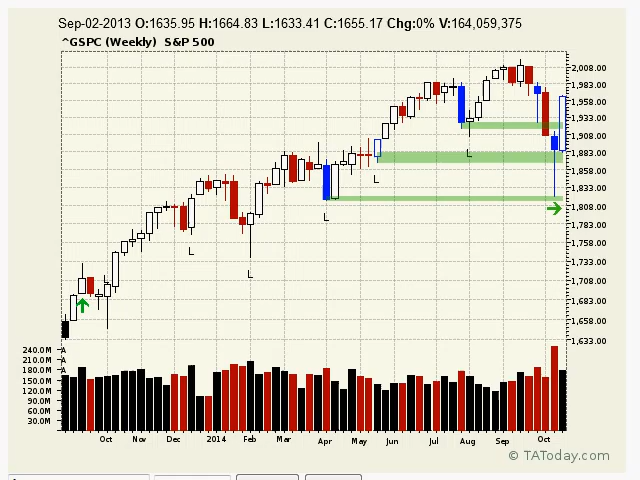 Sep-02-2013 O:1635.95 H:1664.83 L:1633.41 C:1655.17 Chg:0% V:164,059,375
^GSPC (Weekly) S&P 500
2,008.00
1,983.00
1,958.00
1,933.00
1,908.00
1,883.00
1,858.00
1,833.00
1,808.00
1,783.00
1,758.00
1,733.00
1,708.00
1,683.00
1,658.00
1,633.00
L
L
L
L
L
L
240.0M A
210.0M A
180.0M A
150.0M
120.0M
90.0M
60.0M
30.0M
Oct Nov Dec 2014 Feb Mar Apr May Jun Jul Aug Sep Oct
© TAToday.com